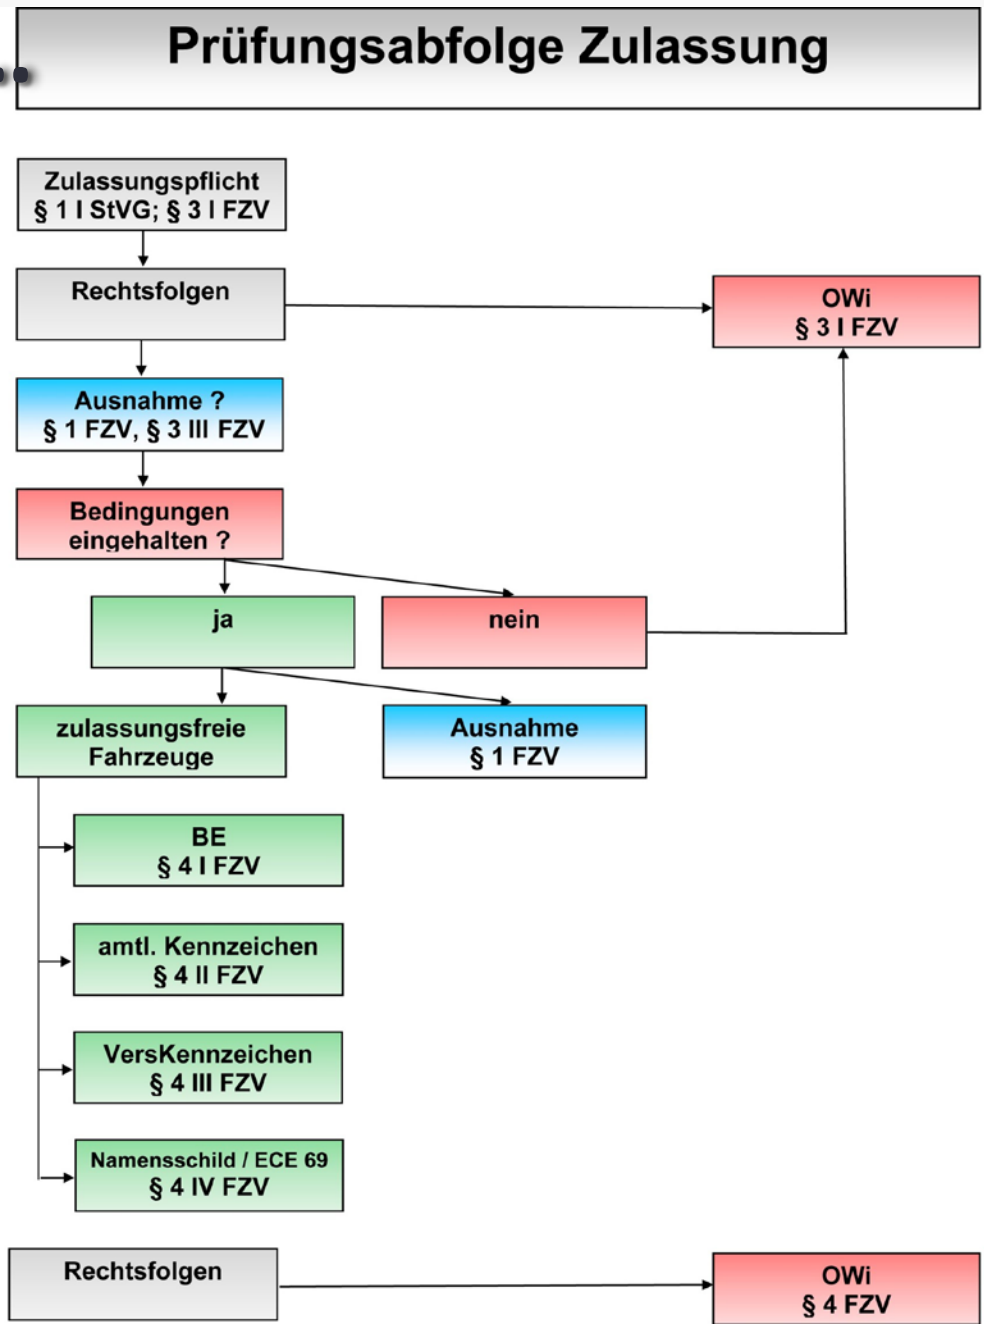 Prüfungsabfolge Zulassung
Zulassungspflicht
§ 1 I StVG; § 3 I FZV
Rechtsfolgen
OWi
§ 3 I FZV
Ausnahme ?
§ 1 FZV, § 3 III FZV
Bedingungen
eingehalten ?
ja
nein
zulassungsfreie
Fahrzeuge
Ausnahme
§ 1 FZV
BE
§ 4 I FZV
amtl. Kennzeichen
§ 4 II FZV
VersKennzeichen
§ 4 III FZV
Namensschild / ECE 69
§ 4 IV FZV
Rechtsfolgen
OWi
§ 4 FZV